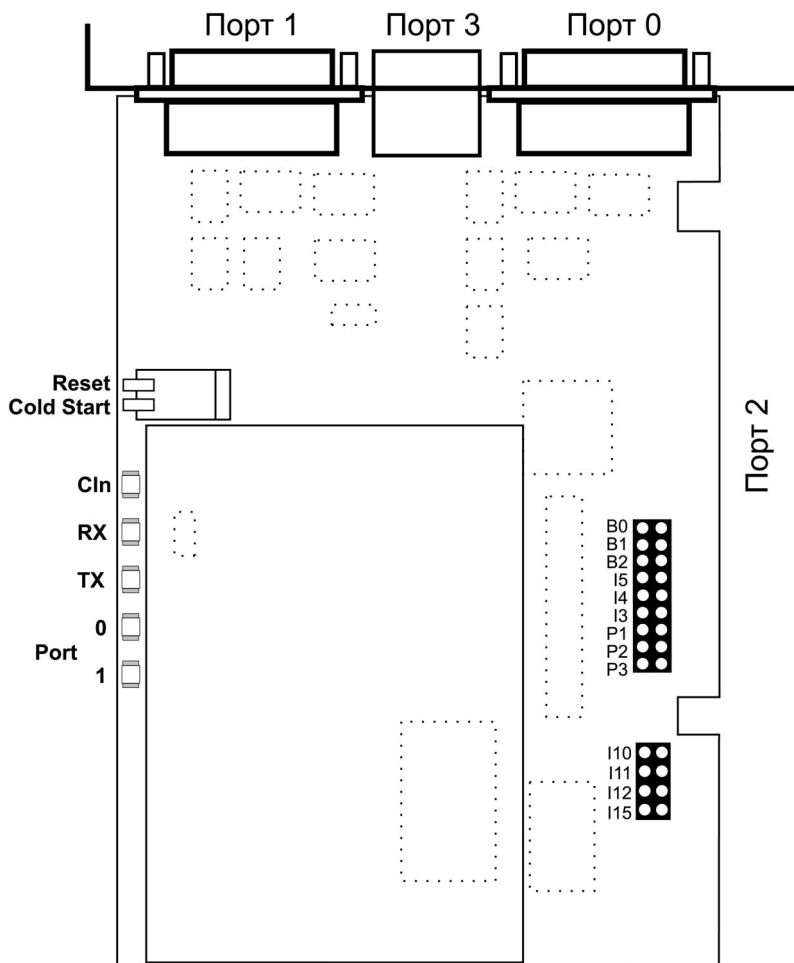 Порт 1
Порт 3
Порт 0
Reset
Cold Start
Порт 2
Cln
RX
TX
0
Port
1
B0
B1
B2
I5
I4
I3
P1
P2
P3
I10
I11
I12
I15